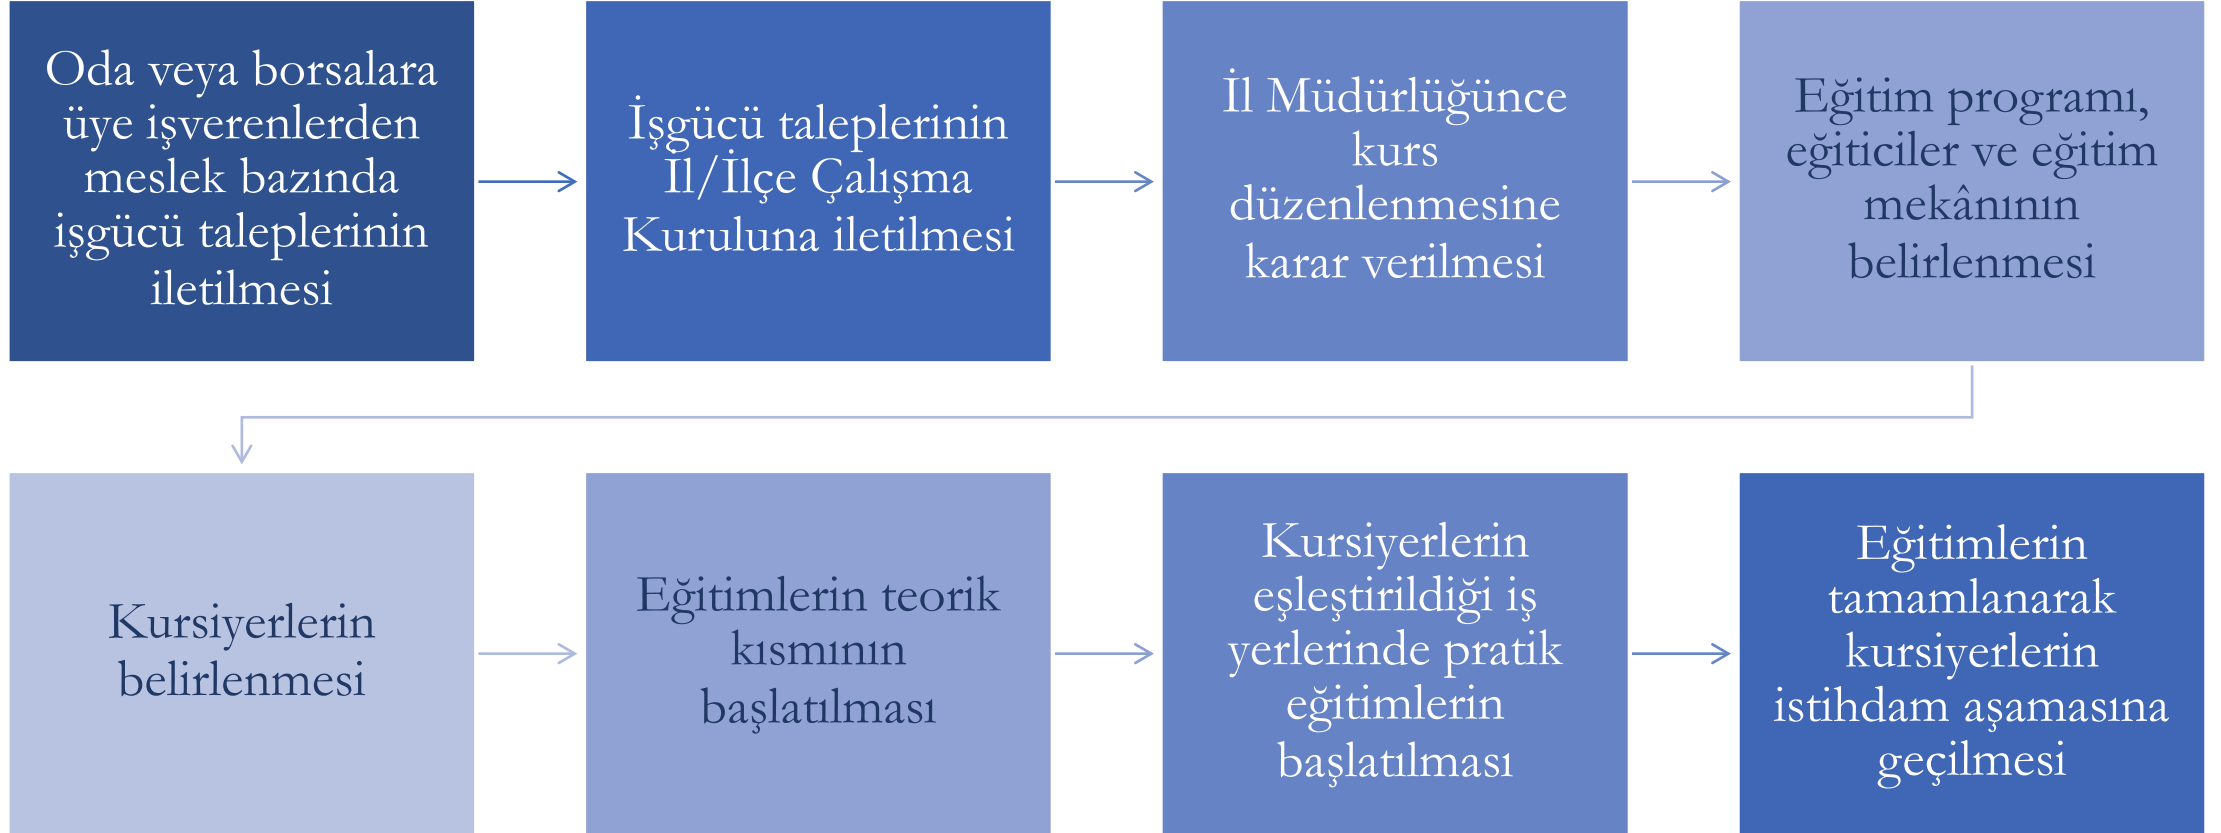 Oda veya borsalara
üye işverenlerden
meslek bazında
işgücü taleplerinin
iletilmesi
İşgücü taleplerinin
İl/İlçe Çalışma
Kuruluna iletilmesi
İl Müdürlüğünce
kurs
düzenlenmesine
karar verilmesi
Eğitim programı,
eğiticiler ve eğitim
mekânının
belirlenmesi
Kursiyerlerin
belirlenmesi
Eğitimlerin teorik
kısmının
başlatılması
Kursiyerlerin
eşleştirildiği iş
yerlerinde pratik
eğitimlerin
başlatılması
Eğitimlerin
tamamlanarak
kursiyerlerin
istihdam aşamasına
geçilmesi